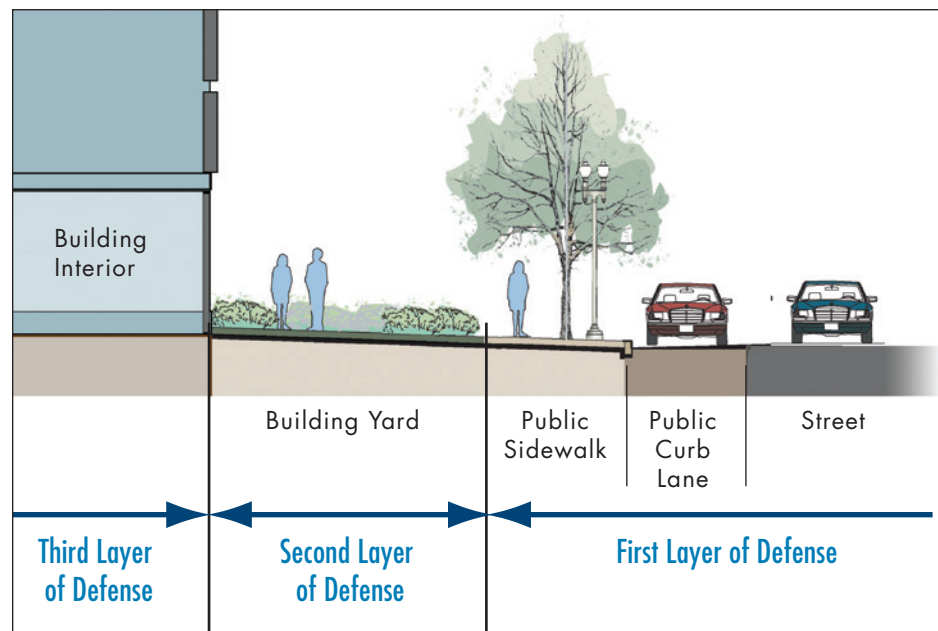 Building
Interior
Building Yard
Public
Sidewalk
Public
Curb
Lane
Street
Third Layer
of Defense
Second Layer
of Defense
First Layer of Defense